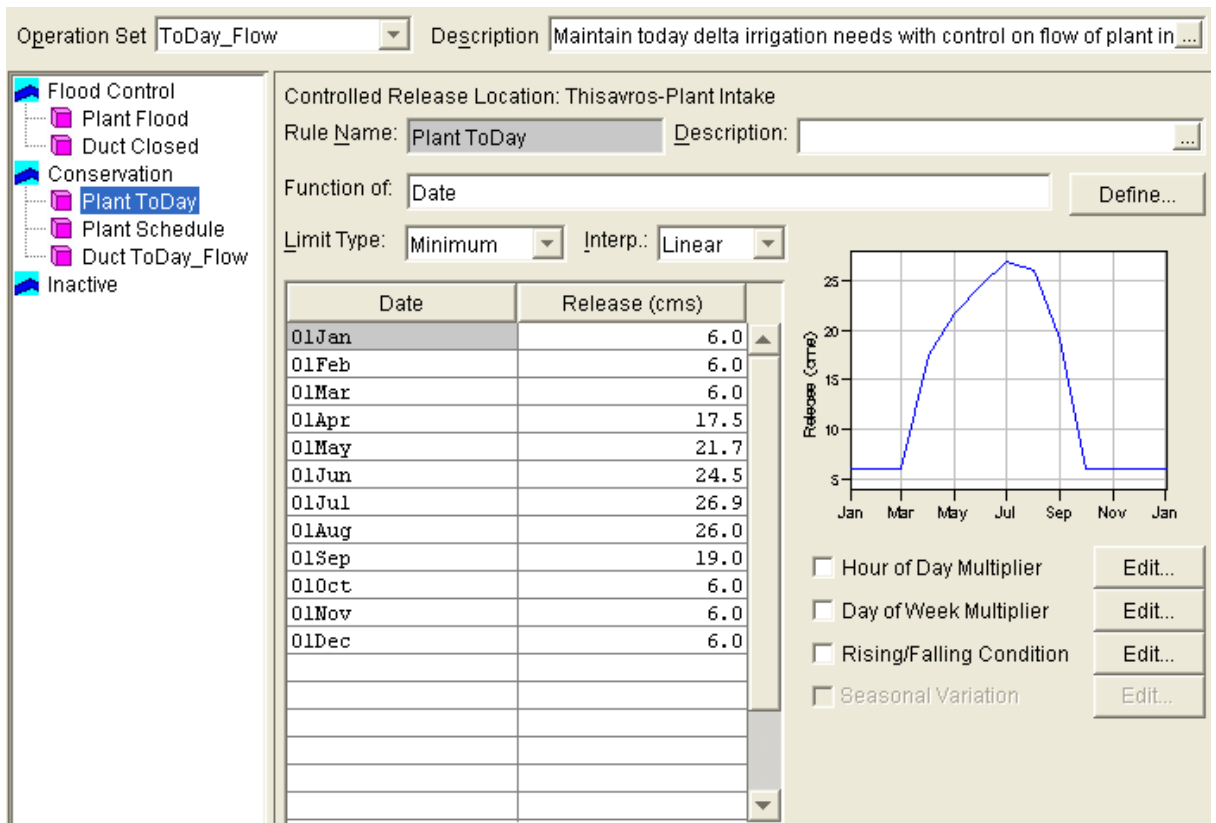 Operation Set ToDay_Flow Description Maintain today delta irrigation needs with control on flow of plant in ...
Flood Control
Plant Flood
Duct Closed
Conservation
Plant ToDay
Plant Schedule
Duct ToDay_Flow
Inactive
Controlled Release Location: Thisavros-Plant Intake
Rule Name: Plant ToDay Description: ...
Function of: Date Define...
Limit Type: Minimum Interp.: Linear
Date Release (cms)
01Jan 6.0
01Feb 6.0
01Mar 6.0
01Apr 17.5
01May 21.7
01Jun 24.5
01Jul 26.9
01Aug 26.0
01Sep 19.0
01Oct 6.0
01Nov 6.0
01Dec 6.0
Release (cms)
25
20
15
10
5
Jan Mar May Jul Sep Nov Jan
Hour of Day Multiplier Edit...
Day of Week Multiplier Edit...
Rising/Falling Condition Edit...
Seasonal Variation Edit...